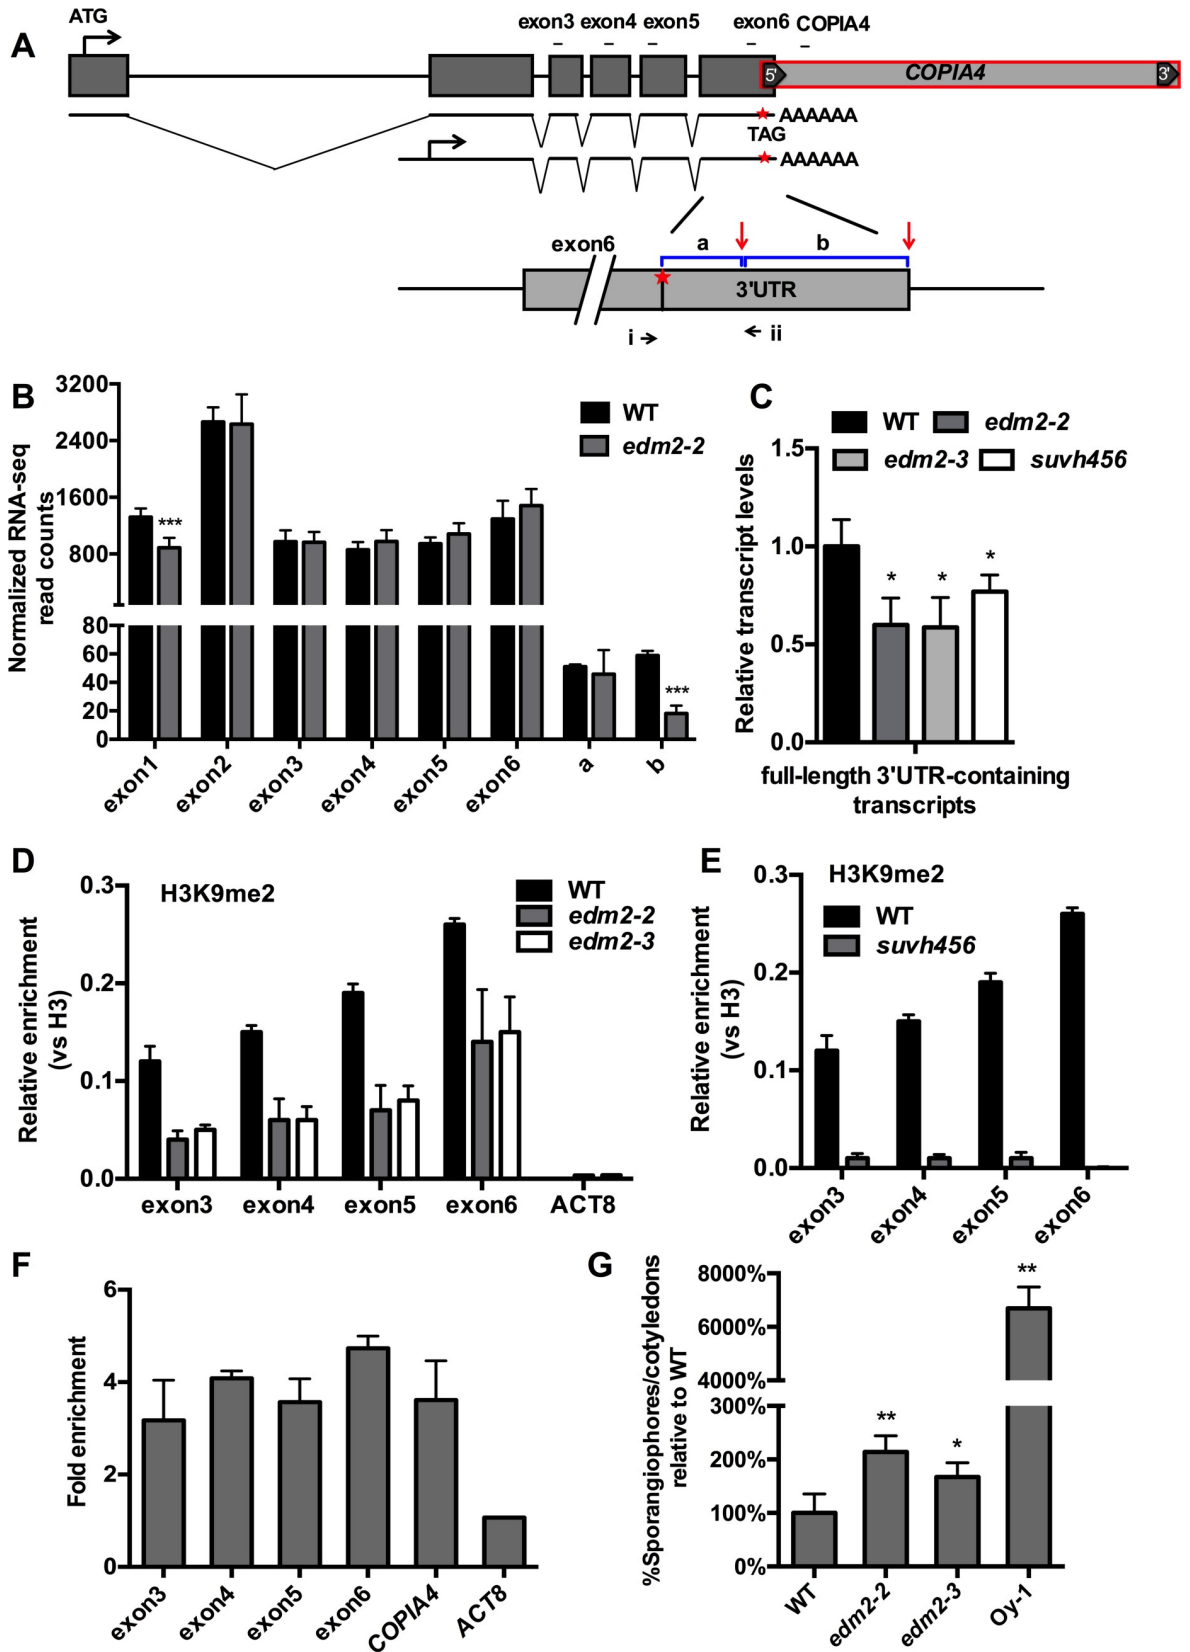 A
ATG
exon3 exon4 exon5 exon6 COPIA4
5' COPIA4 3'
AAAAAA
TAG
AAAAAA
exon6 a b
3'UTR
i ii
B
Normalized RNA-seq
read counts
3200
2400
1600
800
80
60
40
20
0
WT
edm2-2
***
***
exon1 exon2 exon3 exon4 exon5 exon6 a b
C
WT edm2-2
edm2-3 suvh456
Relative transcript levels
1.5
1.0
0.5
0.0
* * *
full-length 3'UTR-containing
transcripts
D
H3K9me2
WT
edm2-2
edm2-3
Relative enrichment
(vs H3)
0.3
0.2
0.1
0.0
exon3 exon4 exon5 exon6 ACT8
E
H3K9me2
WT
suvh456
Relative enrichment
(vs H3)
0.3
0.2
0.1
0.0
exon3 exon4 exon5 exon6
F
Fold enrichment
6
4
2
0
exon3 exon4 exon5 exon6 COPIA4 ACT8
G
%Sporangiophores/cotyledons
relative to WT
8000%
6000%
4000%
300%
200%
100%
0%
** * **
WT edm2-2 edm2-3 Oy-1